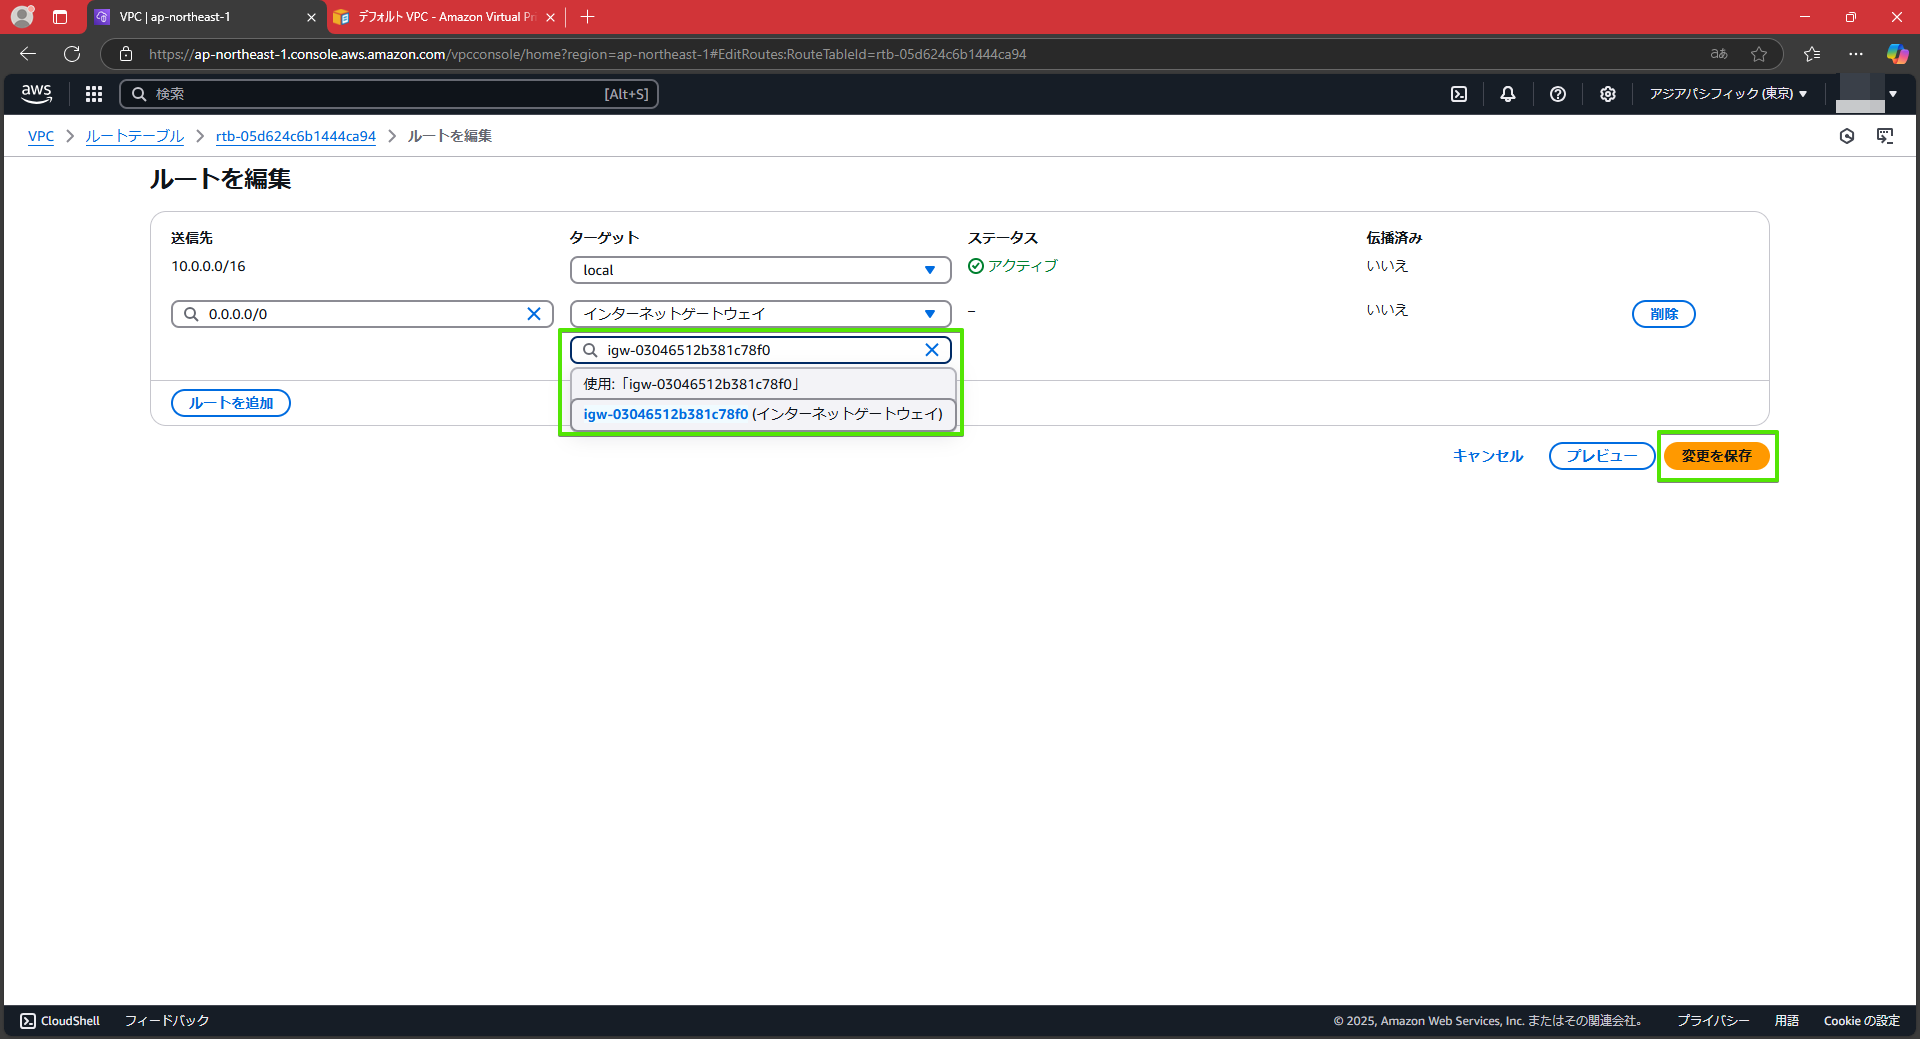 VPC | ap-northeast-1
デフォルト VPC - Amazon Virtual Pri
https://ap-northeast-1.console.aws.amazon.com/vpcconsole/home?region=ap-northeast-1#EditRoutes:RouteTableId=rtb-05d624c6b1444ca94
aあ
aws
検索
[Alt+S]
アジアパシフィック (東京)
VPC
ルートテーブル
rtb-05d624c6b1444ca94
ルートを編集
ルートを編集
送信先
ターゲット
ステータス
伝播済み
10.0.0.0/16
local
アクティブ
いいえ
0.0.0.0/0
インターネットゲートウェイ
–
いいえ
削除
igw-03046512b381c78f0
使用:「igw-03046512b381c78f0」
igw-03046512b381c78f0 (インターネットゲートウェイ)
ルートを追加
キャンセル
プレビュー
変更を保存
CloudShell
フィードバック
© 2025, Amazon Web Services, Inc. またはその関連会社。
プライバシー
用語
Cookie の設定